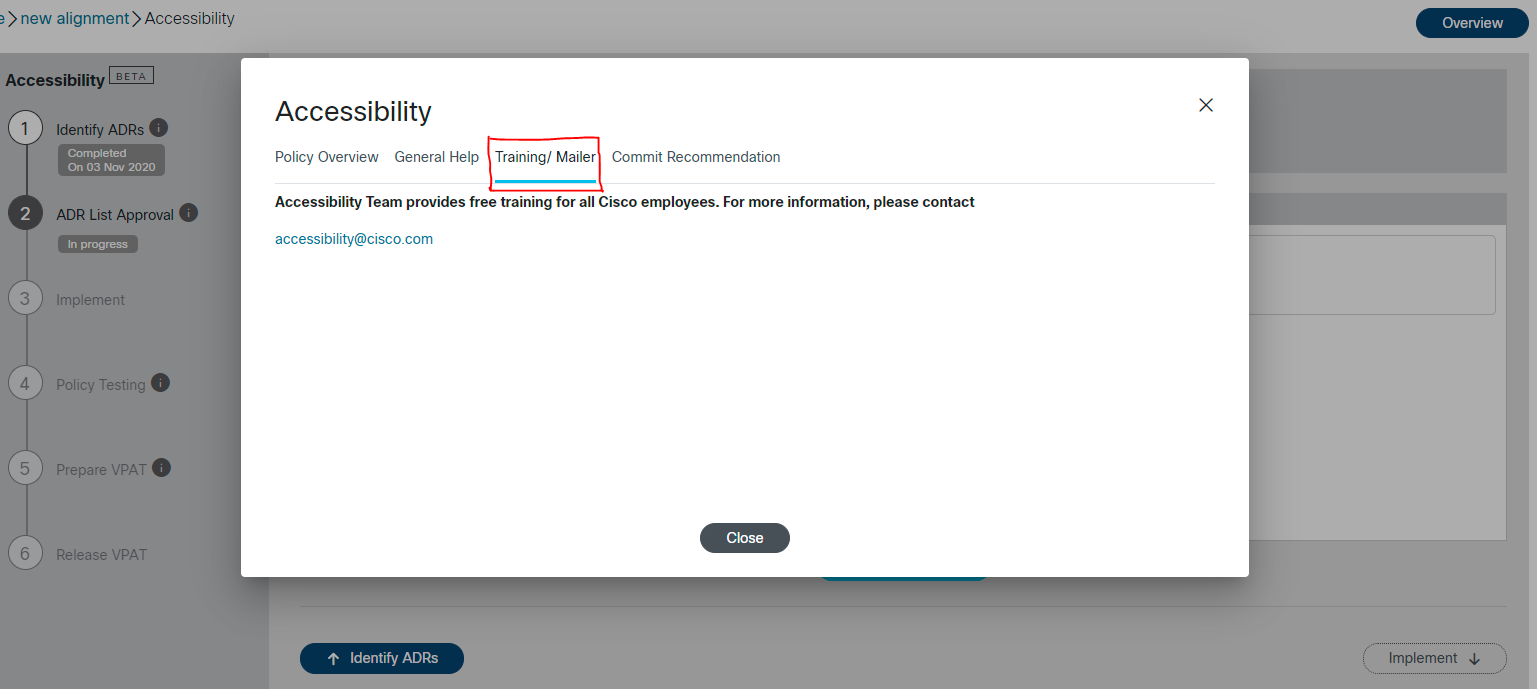 new alignment Accessibility
Overview
Accessibility BETA
1 Identify ADRs
Completed
On 03 Nov 2020
2 ADR List Approval
In progress
3 Implement
4 Policy Testing
5 Prepare VPAT
6 Release VPAT
Accessibility
Policy Overview General Help Training/ Mailer Commit Recommendation
Accessibility Team provides free training for all Cisco employees. For more information, please contact
accessibility@cisco.com
Close
Identify ADRs
Implement